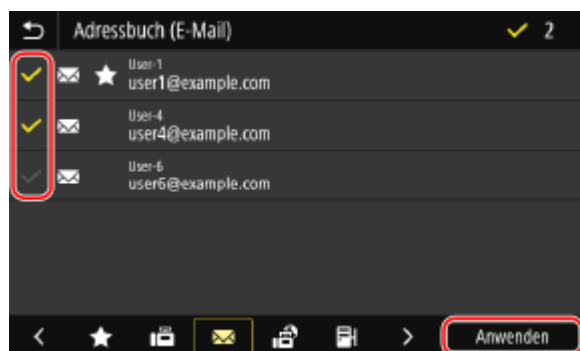 Adressbuch (E-Mail) 2
User-1
user1@example.com
User-4
user4@example.com
User-6
user6@example.com
Anwenden